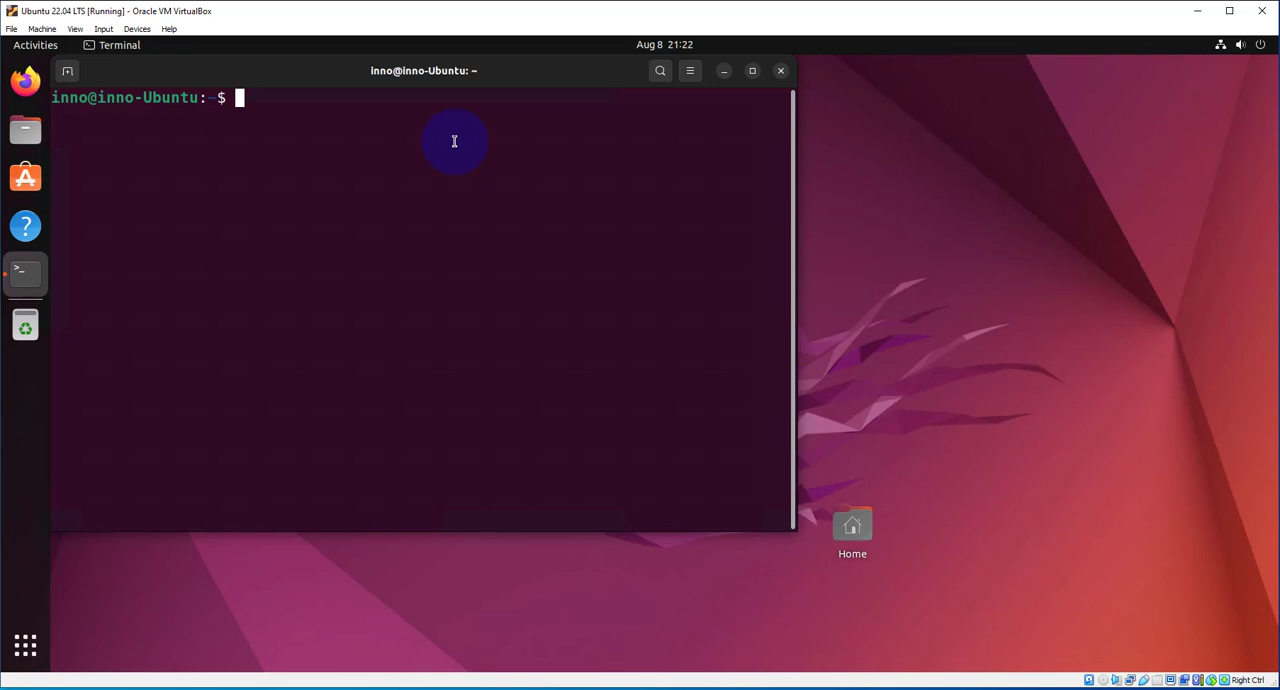 Ubuntu 22.04 LTS [Running] - Oracle VM VirtualBox
File Machine View Input Devices Help
Activities Terminal Aug 8 21:22
inno@inno-Ubuntu: ~
inno@inno-Ubuntu:~$
Home
Right Ctrl